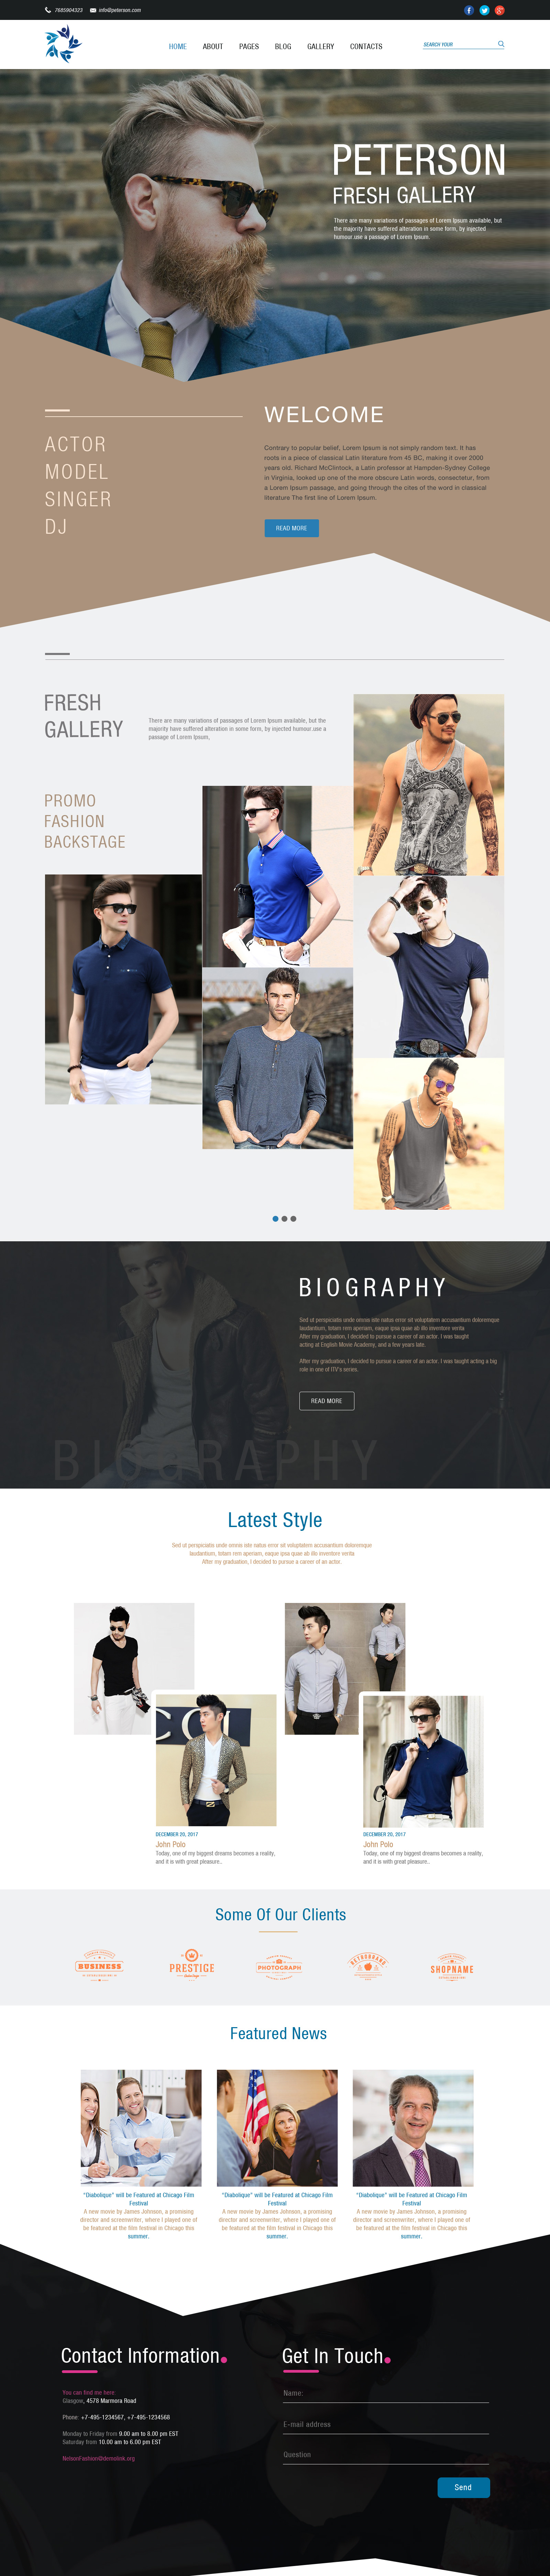 7685904323 info@peterson.com
HOME ABOUT PAGES BLOG GALLERY CONTACTS SEARCH YOUR
PETERSON
FRESH GALLERY
There are many variations of passages of Lorem Ipsum available, but
the majority have suffered alteration in some form, by injected
humour.use a passage of Lorem Ipsum.
ACTOR
MODEL
SINGER
DJ
WELCOME
Contrary to popular belief, Lorem Ipsum is not simply random text. It has
roots in a piece of classical Latin literature from 45 BC, making it over 2000
years old. Richard McClintock, a Latin professor at Hampden-Sydney College
in Virginia, looked up one of the more obscure Latin words, consectetur, from
a Lorem Ipsum passage, and going through the cites of the word in classical
literature The first line of Lorem Ipsum.
READ MORE
FRESH
GALLERY
There are many variations of passages of Lorem Ipsum available, but the
majority have suffered alteration in some form, by injected humour.use a
passage of Lorem Ipsum,
PROMO
FASHION
BACKSTAGE
BIOGRAPHY
Sed ut perspiciatis unde omnis iste natus error sit voluptatem accusantium doloremque
laudantium, totam rem aperiam, eaque ipsa quae ab illo inventore verita
After my graduation, I decided to pursue a career of an actor. I was taught
acting at English Movie Academy, and a few years late.
After my graduation, I decided to pursue a career of an actor. I was taught acting a big
role in one of ITV's series.
READ MORE
BIOGRAPHY
Latest Style
Sed ut perspiciatis unde omnis iste natus error sit voluptatem accusantium doloremque
laudantium, totam rem aperiam, eaque ipsa quae ab illo inventore verita
After my graduation, I decided to pursue a career of an actor.
DECEMBER 20, 2017
John Polo
Today, one of my biggest dreams becomes a reality,
and it is with great pleasure..
DECEMBER 20, 2017
John Polo
Today, one of my biggest dreams becomes a reality,
and it is with great pleasure..
Some Of Our Clients
BUSINESS
PRESTIGE
PHOTOGRAPH
RETROBRAND
SHOPNAME
Featured News
"Diabolique" will be Featured at Chicago Film
Festival
A new movie by James Johnson, a promising
director and screenwriter, where I played one of
be featured at the film festival in Chicago this
summer.
"Diabolique" will be Featured at Chicago Film
Festival
A new movie by James Johnson, a promising
director and screenwriter, where I played one of
be featured at the film festival in Chicago this
summer.
"Diabolique" will be Featured at Chicago Film
Festival
A new movie by James Johnson, a promising
director and screenwriter, where I played one of
be featured at the film festival in Chicago this
summer.
Contact Information.
You can find me here:
Glasgow, 4578 Marmora Road
Phone: +7-495-1234567, +7-495-1234568
Monday to Friday from 9.00 am to 8.00 pm EST
Saturday from 10.00 am to 6.00 pm EST
NelsonFashion@demolink.org
Get In Touch.
Name:
E-mail address
Question
Send